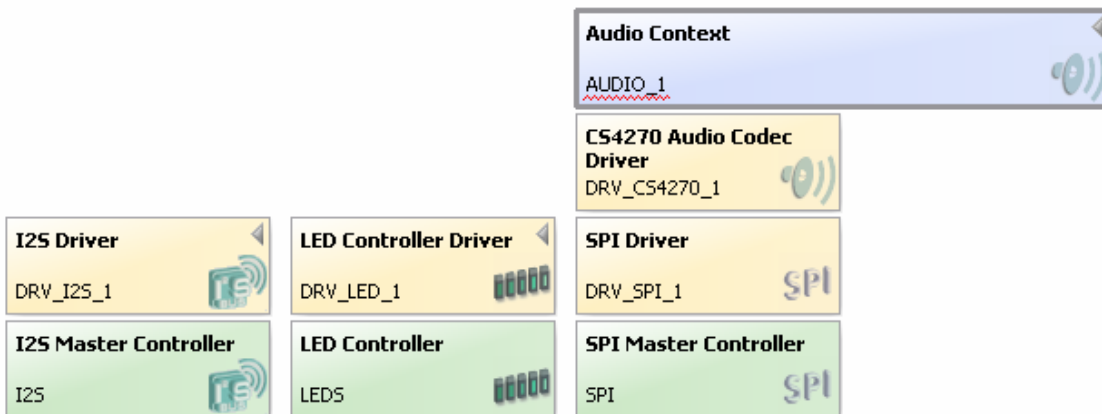 Audio Context
AUDIO_1
CS4270 Audio Codec
Driver
DRV_CS4270_1
I2S Driver
DRV_I2S_1
LED Controller Driver
DRV_LED_1
SPI Driver
DRV_SPI_1
SPI
I2S Master Controller
I2S
LED Controller
LEDS
SPI Master Controller
SPI
SPI